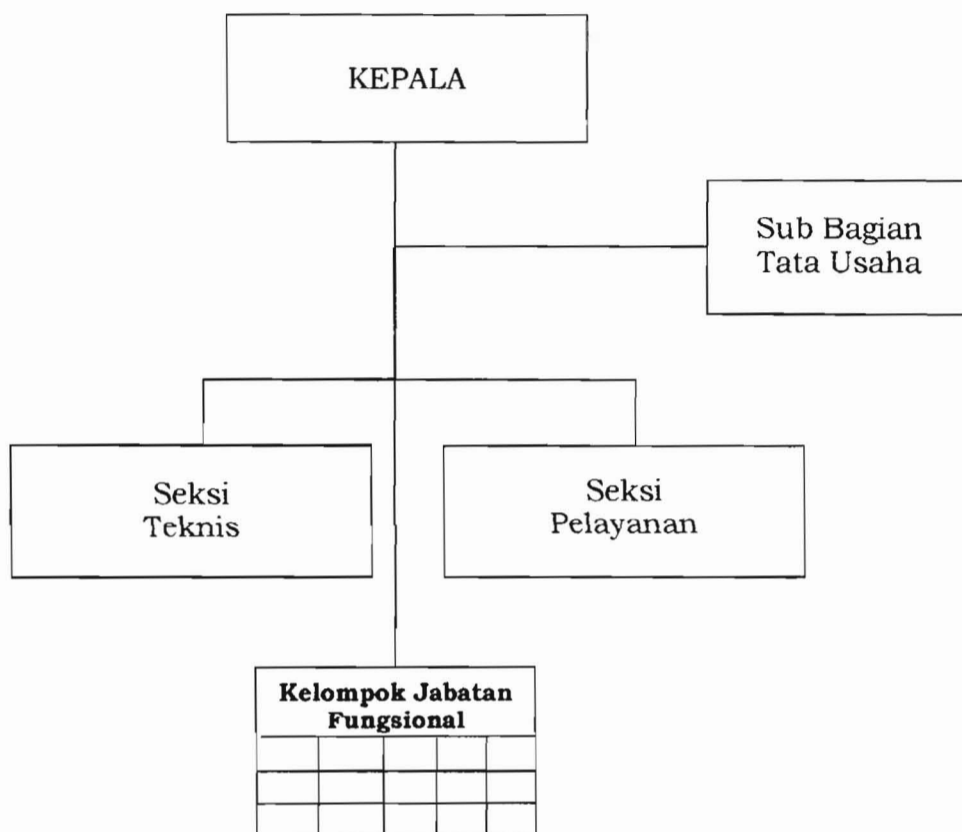 KEPALA
Sub Bagian
Tata Usaha
Seksi
Teknis
Seksi
Pelayanan
Kelompok Jabatan
Fungsional